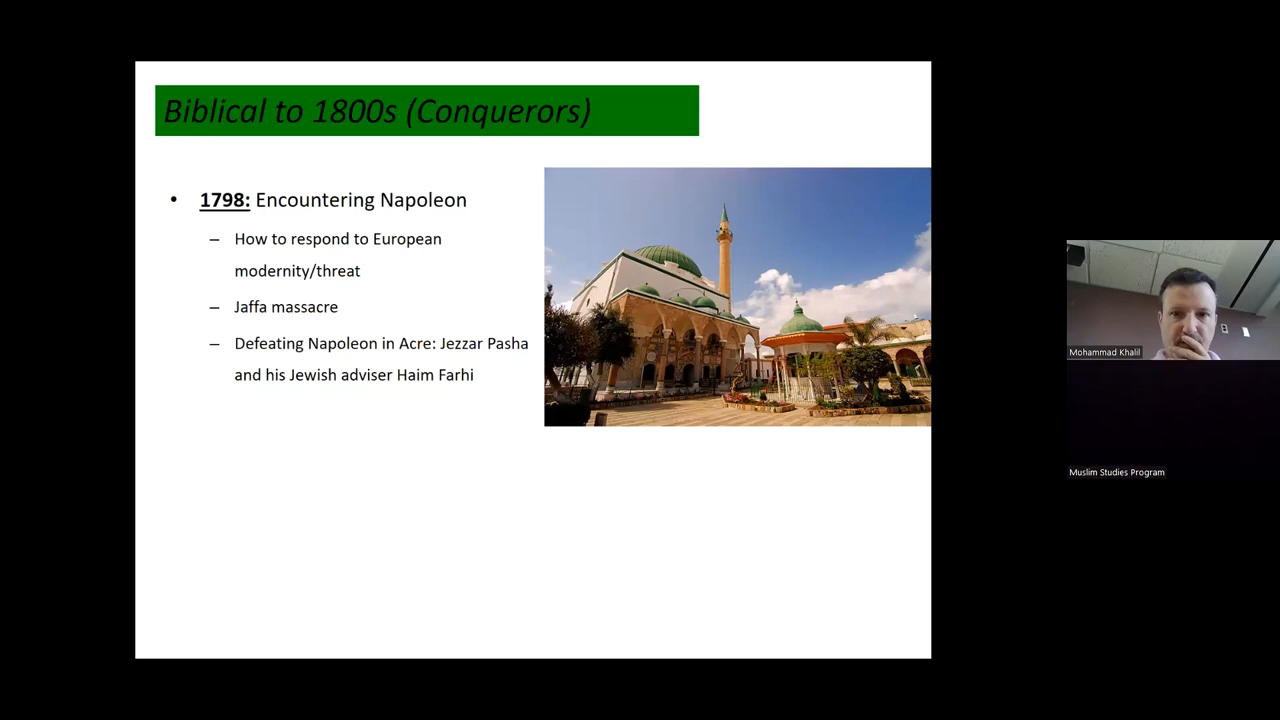 Biblical to 1800s (Conquerors)
• 1798: Encountering Napoleon
– How to respond to European
modernity/threat
– Jaffa massacre
– Defeating Napoleon in Acre: Jezzar Pasha
and his Jewish adviser Haim Farhi
Mohammad Khalil
Muslim Studies Program